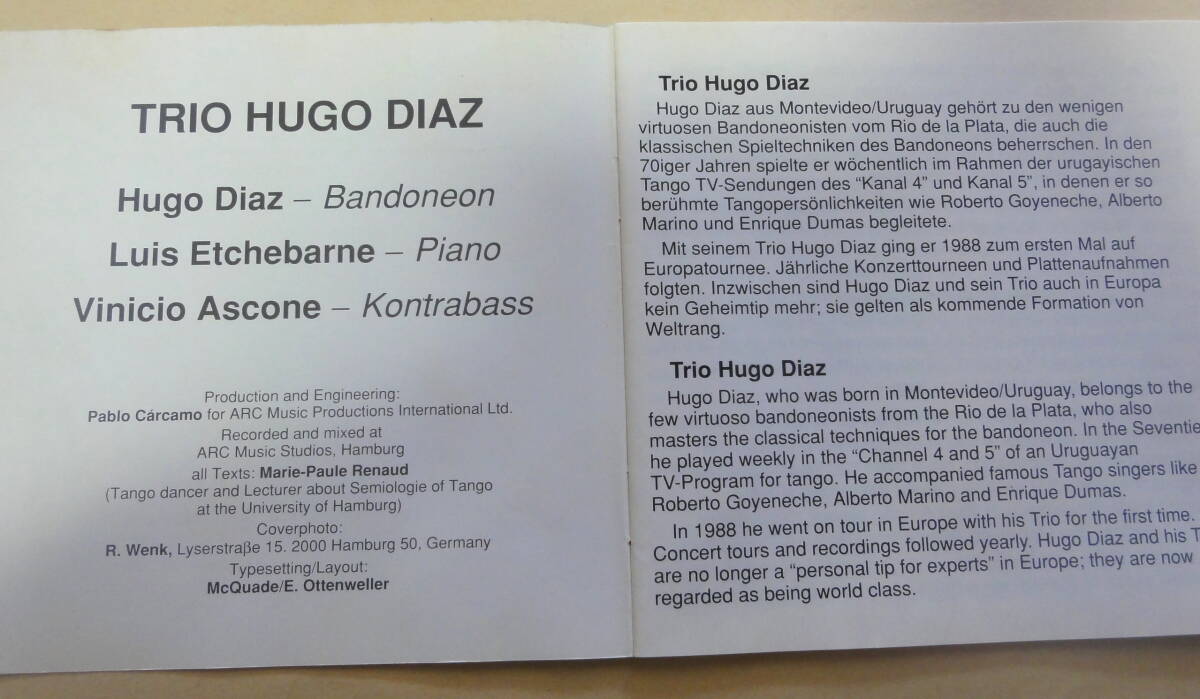 TRIO HUGO DIAZ
Hugo Diaz – Bandoneon
Luis Etchebarne – Piano
Vinicio Ascone – Kontrabass
Production and Engineering:
Pablo Cárcamo for ARC Music Productions International Ltd.
Recorded and mixed at
ARC Music Studios, Hamburg
all Texts: Marie-Paule Renaud
(Tango dancer and Lecturer about Semiologie of Tango
at the University of Hamburg)
Coverphoto:
R. Wenk, Lyserstraβe 15. 2000 Hamburg 50, Germany
Typesetting/Layout:
McQuade/E. Ottenweller
Trio Hugo Diaz
Hugo Diaz aus Montevideo/Uruguay gehört zu den wenigen
virtuosen Bandoneonisten vom Rio de la Plata, die auch die
klassischen Spieltechniken des Bandoneons beherrschen. In den
70iger Jahren spielte er wöchentlich im Rahmen der urugayischen
Tango TV-Sendungen des “Kanal 4” und Kanal 5”, in denen er so
berühmte Tangopersönlichkeiten wie Roberto Goyeneche, Alberto
Marino und Enrique Dumas begleitete.
Mit seinem Trio Hugo Diaz ging er 1988 zum ersten Mal auf
Europatournee. Jährliche Konzerttourneen und Plattenaufnahmen
folgten. Inzwischen sind Hugo Diaz und sein Trio auch in Europa
kein Geheimtip mehr; sie gelten als kommende Formation von
Weltrang.
Trio Hugo Diaz
Hugo Diaz, who was born in Montevideo/Uruguay, belongs to the
few virtuoso bandoneonists from the Rio de la Plata, who also
masters the classical techniques for the bandoneon. In the Seventie
he played weekly in the “Channel 4 and 5” of an Uruguayan
TV-Program for tango. He accompanied famous Tango singers like
Roberto Goyeneche, Alberto Marino and Enrique Dumas.
In 1988 he went on tour in Europe with his Trio for the first time.
Concert tours and recordings followed yearly. Hugo Diaz and his T
are no longer a “personal tip for experts” in Europe; they are now
regarded as being world class.